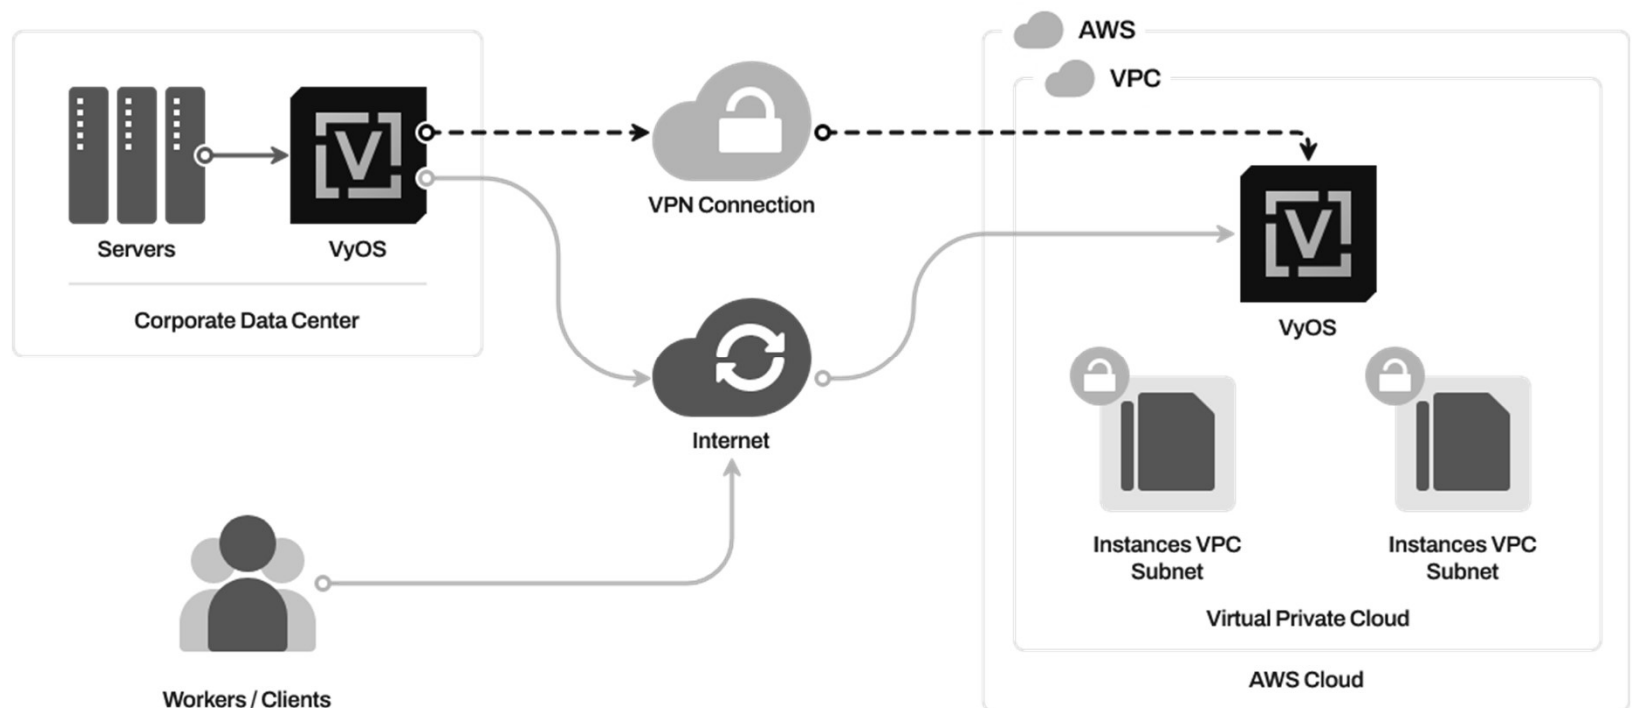 AWS
VPC
VPN Connection
Servers
VyOS
Corporate Data Center
VyOS
Internet
Instances VPC
Subnet
Instances VPC
Subnet
Virtual Private Cloud
AWS Cloud
Workers / Clients